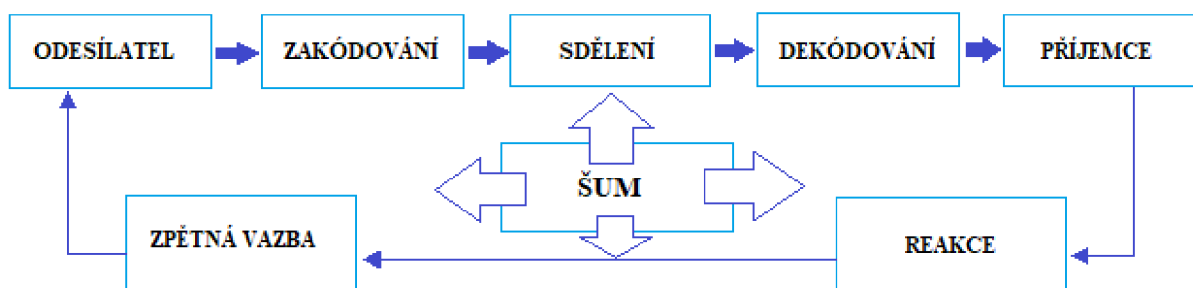 ODESÍLATEL
ZAKÓDOVÁNÍ
SDĚLENÍ
DEKÓDOVÁNÍ
PŘÍJEMCE
ŠUM
ZPĚTNÁ VAZBA
REAKCE